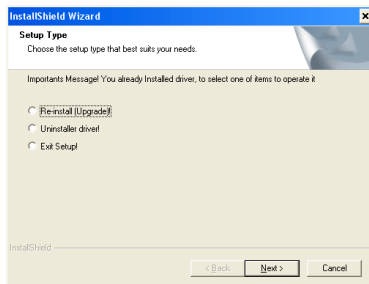 InstallShield Wizard
Setup Type
Choose the setup type that best suits your needs.
Importants Message! You already Installed driver, to select one of items to operate it
Re-install (Upgrade)!
Uninstaller driver!
Exit Setup!
InstallShield
< Back Next > Cancel